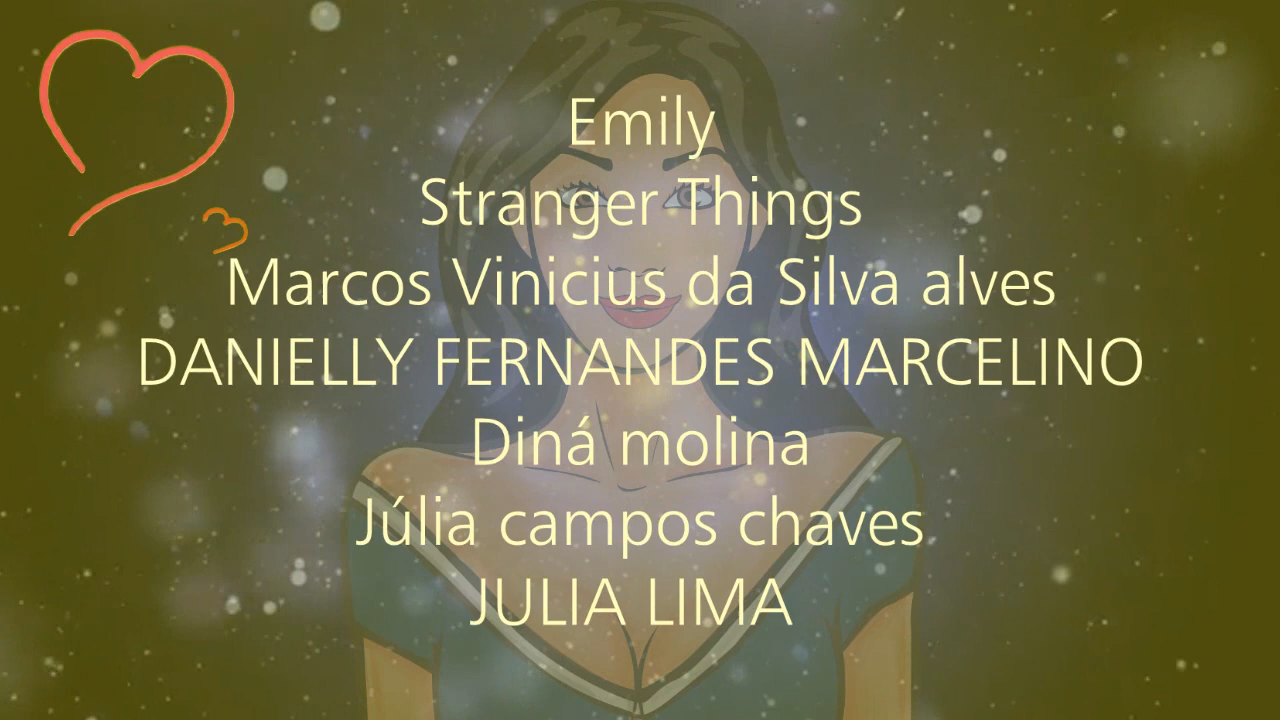 Emily
Stranger Things
Marcos Vinicius da Silva alves
DANIELLY FERNANDES MARCELINO
Diná molina
Júlia campos chaves
JULIA LIMA